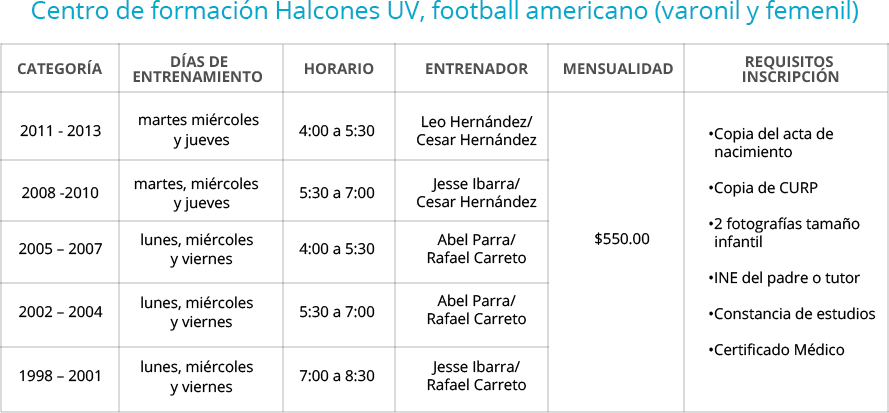 Centro de formación Halcones UV, football americano (varonil y femenil)
CATEGORÍA
DÍAS DE
ENTRENAMIENTO
HORARIO
ENTRENADOR
MENSUALIDAD
REQUISITOS
INSCRIPCIÓN
2011 - 2013
martes miércoles
y jueves
4:00 a 5:30
Leo Hernández/
Cesar Hernández
2008 -2010
martes, miércoles
y jueves
5:30 a 7:00
Jesse Ibarra/
Cesar Hernández
2005 – 2007
lunes, miércoles
y viernes
4:00 a 5:30
Abel Parra/
Rafael Carreto
2002 – 2004
lunes, miércoles
y viernes
5:30 a 7:00
Abel Parra/
Rafael Carreto
1998 – 2001
lunes, miércoles
y viernes
7:00 a 8:30
Jesse Ibarra/
Rafael Carreto
$550.00
•Copia del acta de
nacimiento
•Copia de CURP
•2 fotografías tamaño
infantil
•INE del padre o tutor
•Constancia de estudios
•Certificado Médico